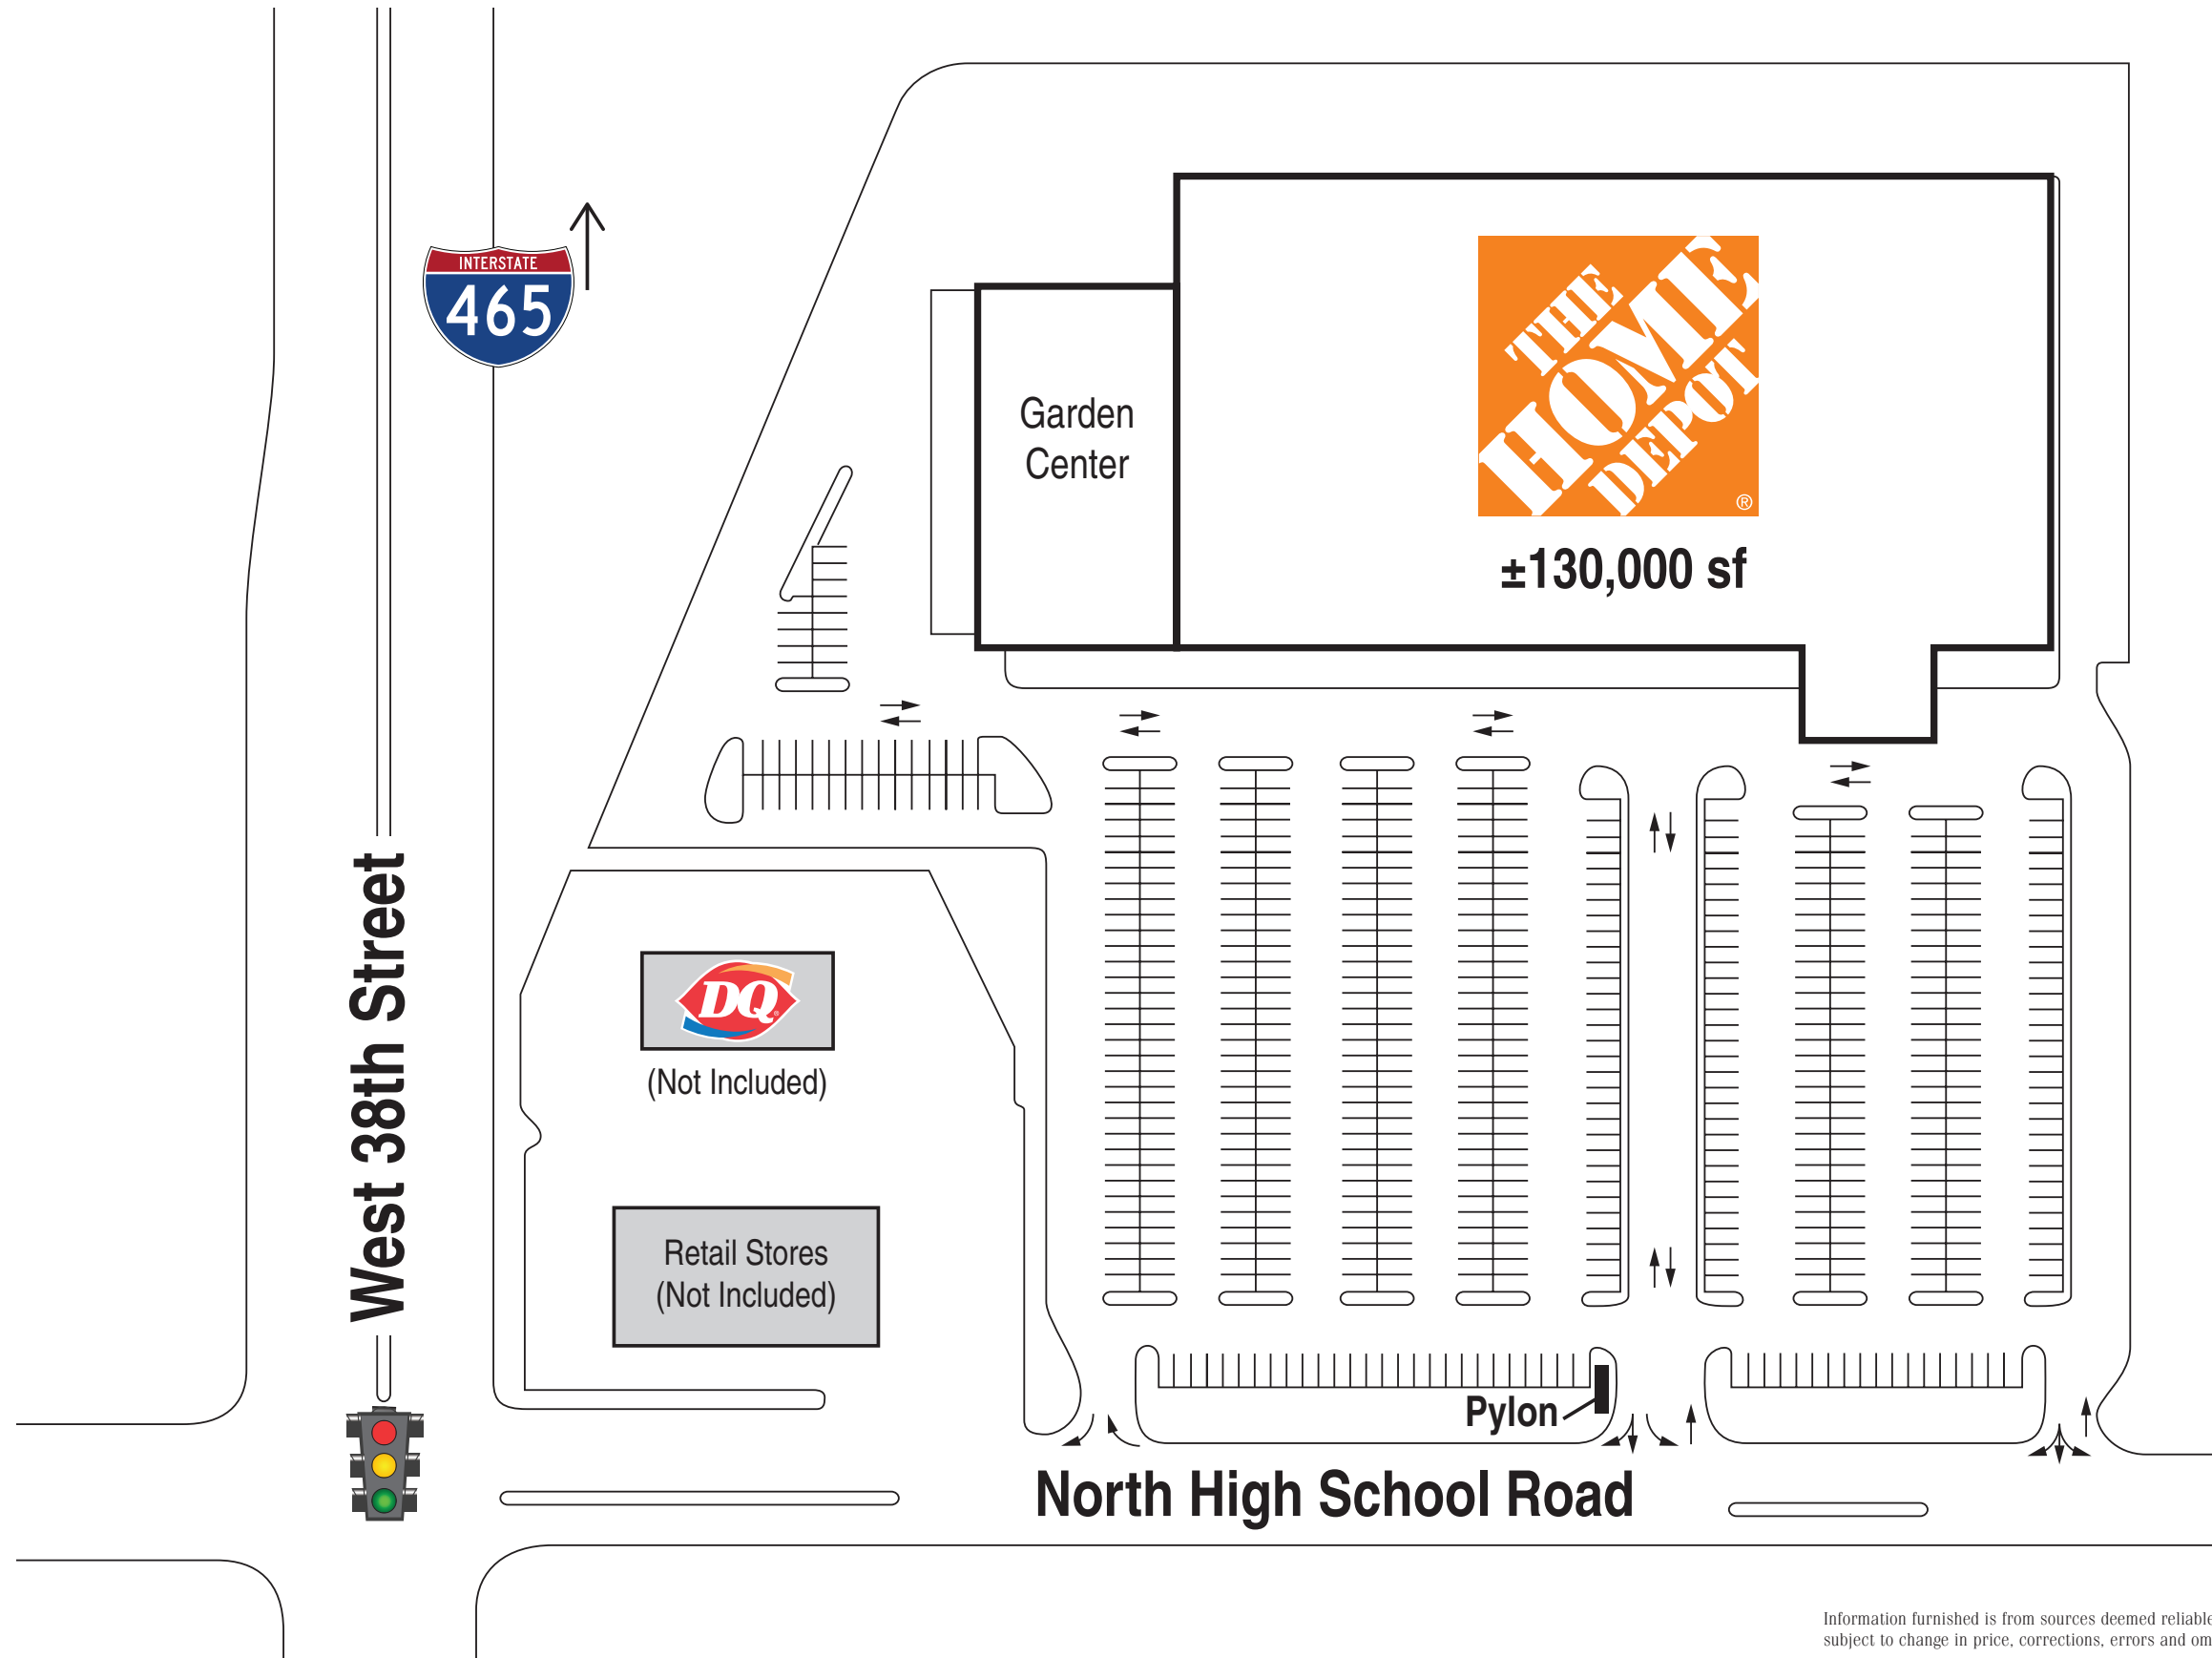 INTERSTATE
465
THE
HOME
DEPOT
®
±130,000 sf
Garden
Center
West 38th Street
DQ®
(Not Included)
Retail Stores
(Not Included)
Pylon
North High School Road
Information furnished is from sources deemed reliable
subject to change in price, corrections, errors and om